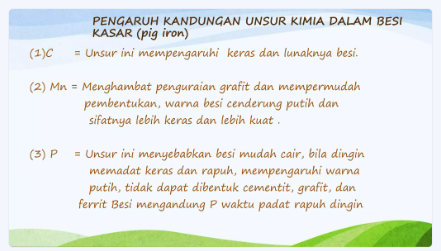 PENGARUH KANDUNGAN UNSUR KIMIA DALAM BESI
KASAR (pig iron)
(1)C = Unsur ini mempengaruhi keras dan lunaknya besi.
(2) Mn = Menghambat penguraian grafit dan mempermudah
pembentukan, warna besi cenderung putih dan
sifatnya lebih keras dan lebih kuat .
(3) P = Unsur ini menyebabkan besi mudah cair, bila dingin
memadat keras dan rapuh, mempengaruhi warna
putih, tidak dapat dibentuk cementit, grafit, dan
ferrit Besi mengandung P waktu padat rapuh dingin